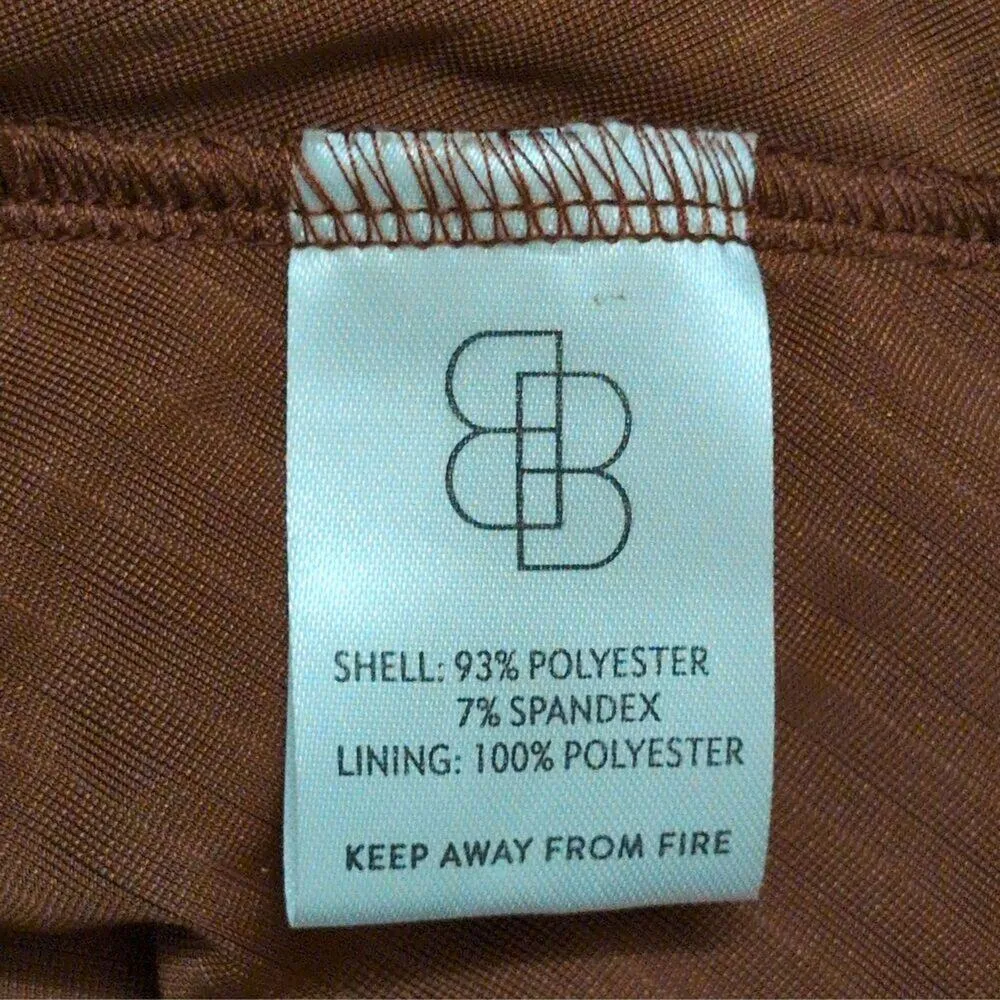 SHELL: 93% POLYESTER
7% SPANDEX
LINING: 100% POLYESTER
KEEP AWAY FROM FIRE